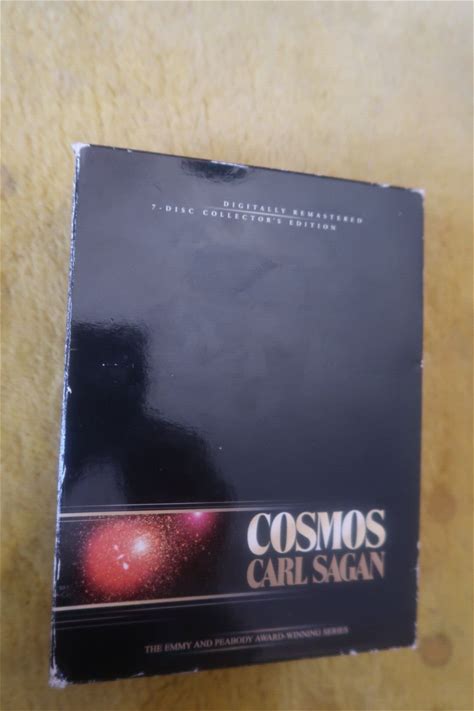 DIGITALLY REMASTERED
7-DISC COLLECTOR'S EDITION
COSMOS
CARL SAGAN
THE EMMY AND PEABODY AWARD-WINNING SERIES